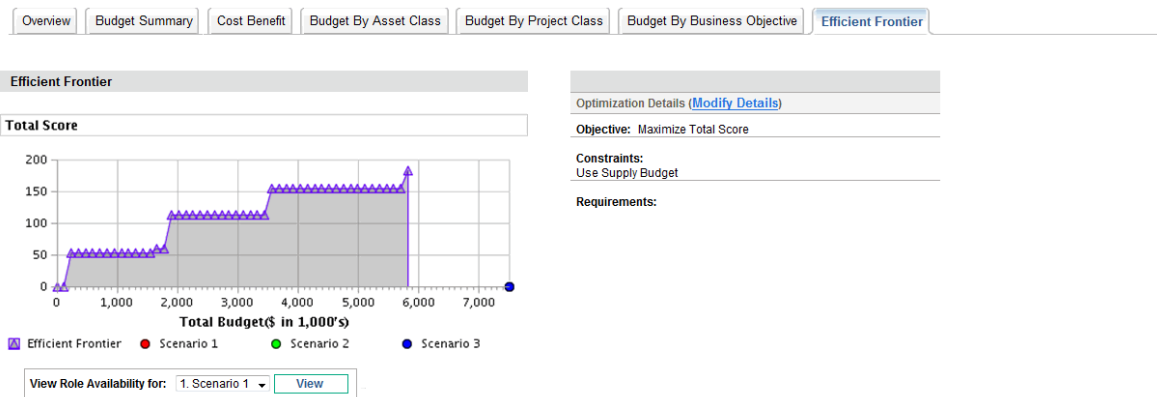 Overview Budget Summary Cost Benefit Budget By Asset Class Budget By Project Class Budget By Business Objective Efficient Frontier
Efficient Frontier
Total Score
200
150
100
50
0
0 1,000 2,000 3,000 4,000 5,000 6,000 7,000
Total Budget($ in 1,000's)
Efficient Frontier Scenario 1 Scenario 2 Scenario 3
View Role Availability for: 1. Scenario 1 View
Optimization Details (Modify Details)
Objective: Maximize Total Score
Constraints:
Use Supply Budget
Requirements: